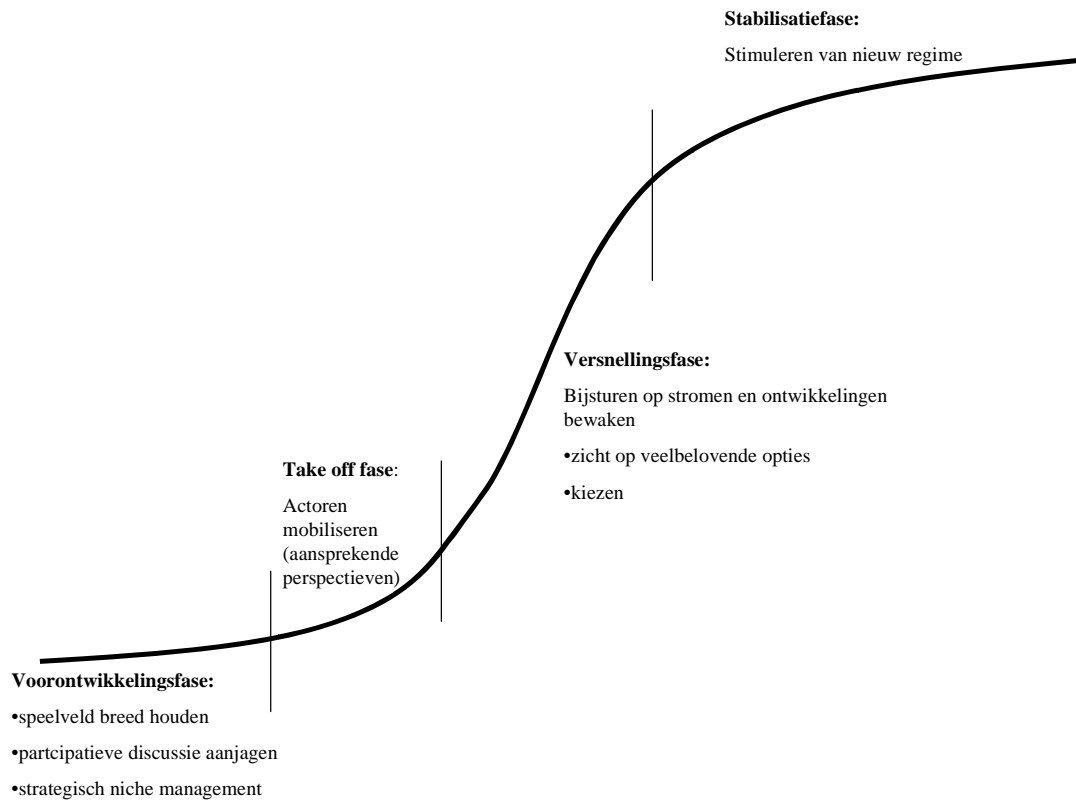 Stabilisatiefase:
Stimuleren van nieuw regime
Versnellingsfase:
Bijsturen op stromen en ontwikkelingen
bewaken
•zicht op veelbelovende opties
•kiezen
Take off fase:
Actoren
mobiliseren
(aansprekende
perspectieven)
Voorontwikkelingsfase:
•speelveld breed houden
•partcipatieve discussie aanjagen
•strategisch niche management